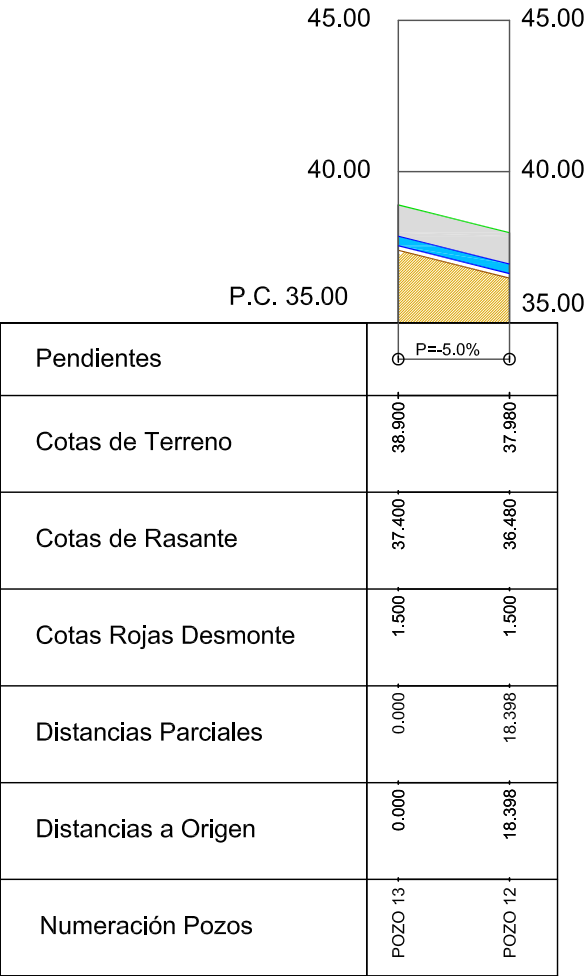 45.00 45.00
40.00 40.00
P.C. 35.00 35.00
Pendientes P=-5.0%
Cotas de Terreno 38.900 37.980
Cotas de Rasante 37.400 36.480
Cotas Rojas Desmonte 1.500 1.500
Distancias Parciales 0.000 18.398
Distancias a Origen 0.000 18.398
Numeración Pozos POZO 13 POZO 12